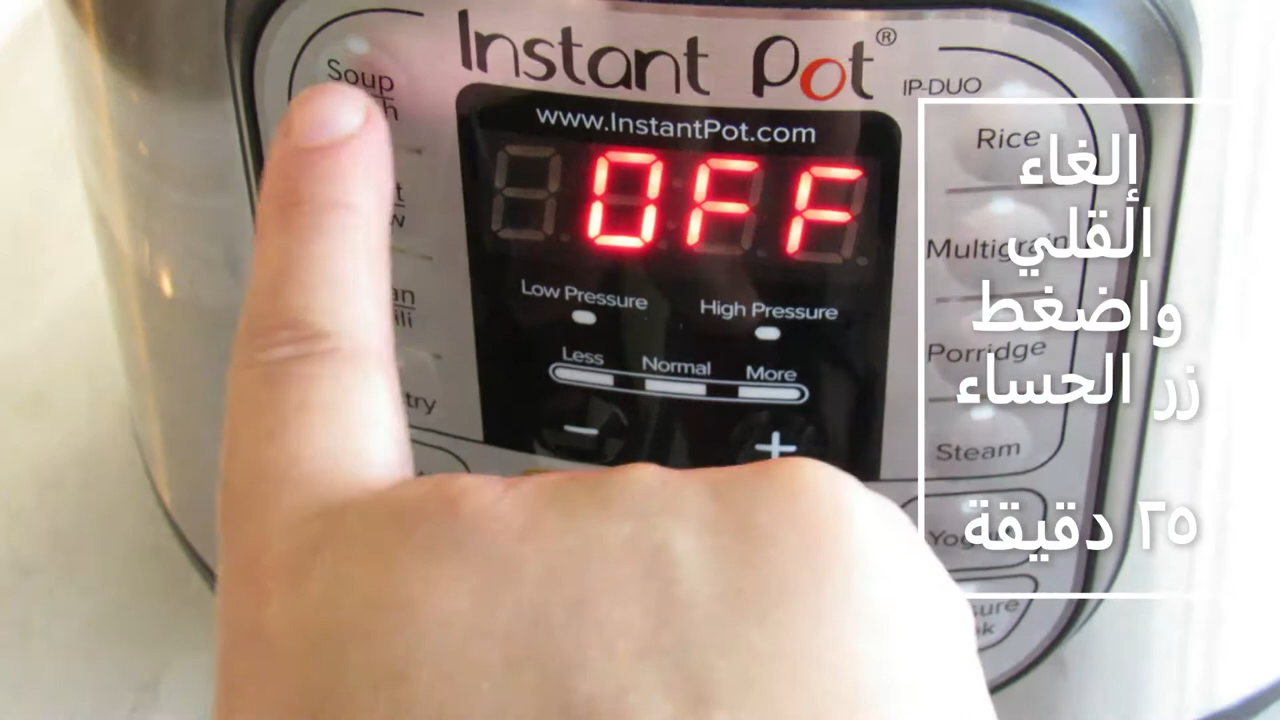 Instant Pot®
IP-DUO
www.InstantPot.com
OFF
Soup
Low Pressure
High Pressure
Less
Normal
More
-
+
Rice
Multigrain
Porridge
Steam
إلغاء
القلي
واضغط
زر الحساء
٢٥ دقيقة